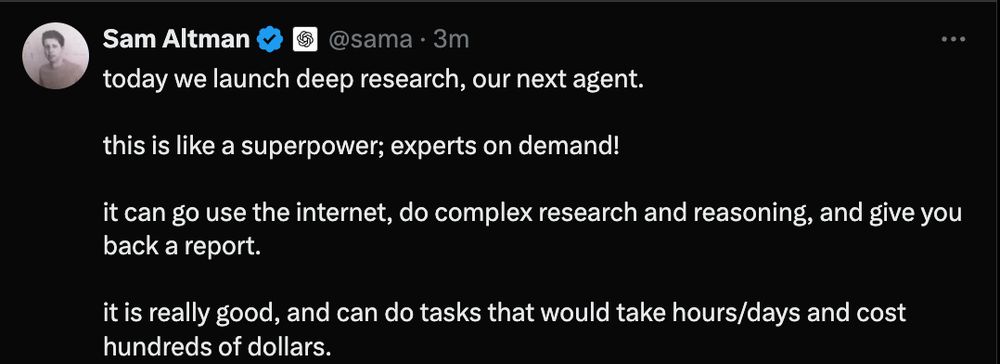 Sam Altman @sama · 3m
today we launch deep research, our next agent.
this is like a superpower; experts on demand!
it can go use the internet, do complex research and reasoning, and give you
back a report.
it is really good, and can do tasks that would take hours/days and cost
hundreds of dollars.